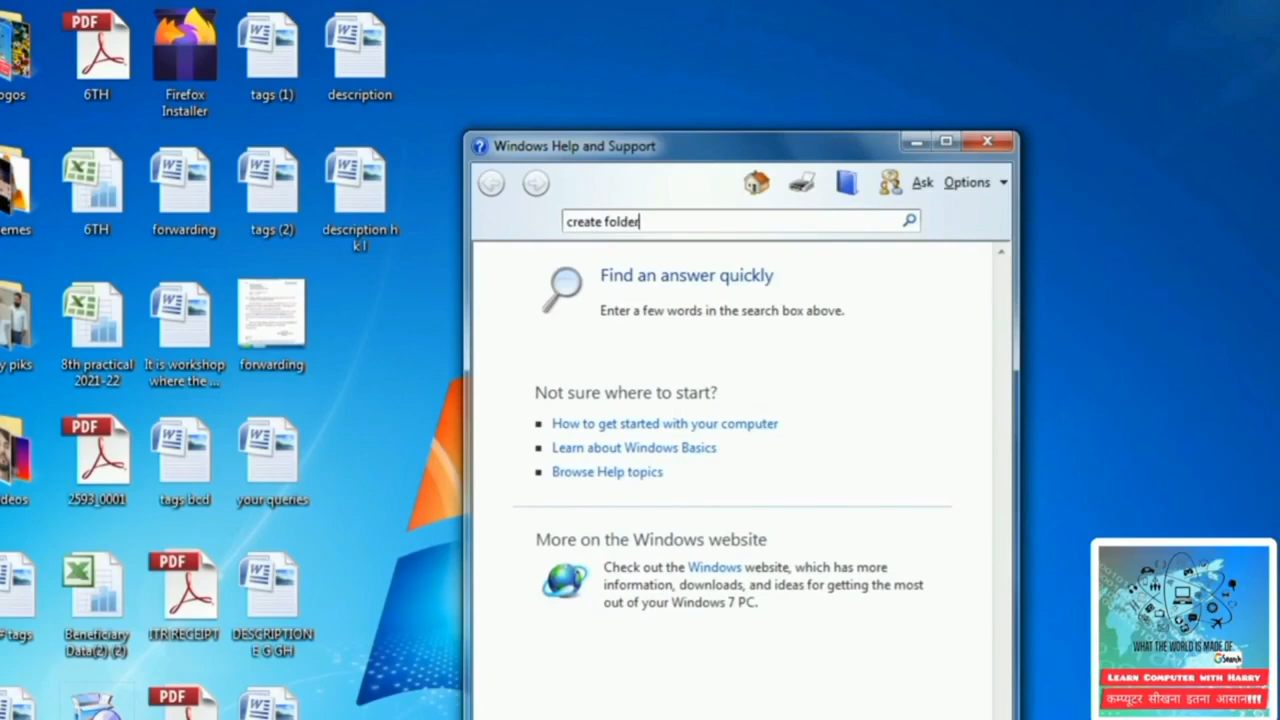 ogos
6TH
Firefox
Installer
tags (1)
description
emes
6TH
forwarding
tags (2)
description h
k l
y piks
8th practical
2021-22
It is workshop
where the ...
forwarding
deos
2593_0001
tags bcd
your queries
# tags
Beneficiary
Data(2) (2)
ITR RECEIPT
DESCRIPTION
E G GH
PDF
PDF
PDF
PDF
Windows Help and Support
Ask
Options
create folder
Find an answer quickly
Enter a few words in the search box above.
Not sure where to start?
How to get started with your computer
Learn about Windows Basics
Browse Help topics
More on the Windows website
Check out the Windows website, which has more
information, downloads, and ideas for getting the most
out of your Windows 7 PC.
WHAT THE WORLD IS MADE OF
GSearch
LEARN COMPUTER WITH HARRY
कम्प्यूटर सीखना इतना आसान!!!